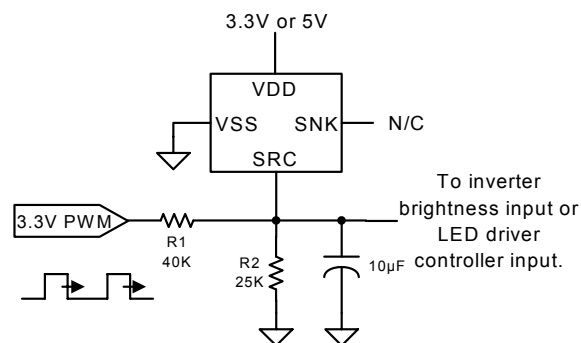 3.3V or 5V
VDD
VSS SNK
N/C
SRC
3.3V PWM
R1
40K
R2
25K
10µF
To inverter
brightness input or
LED driver
controller input.